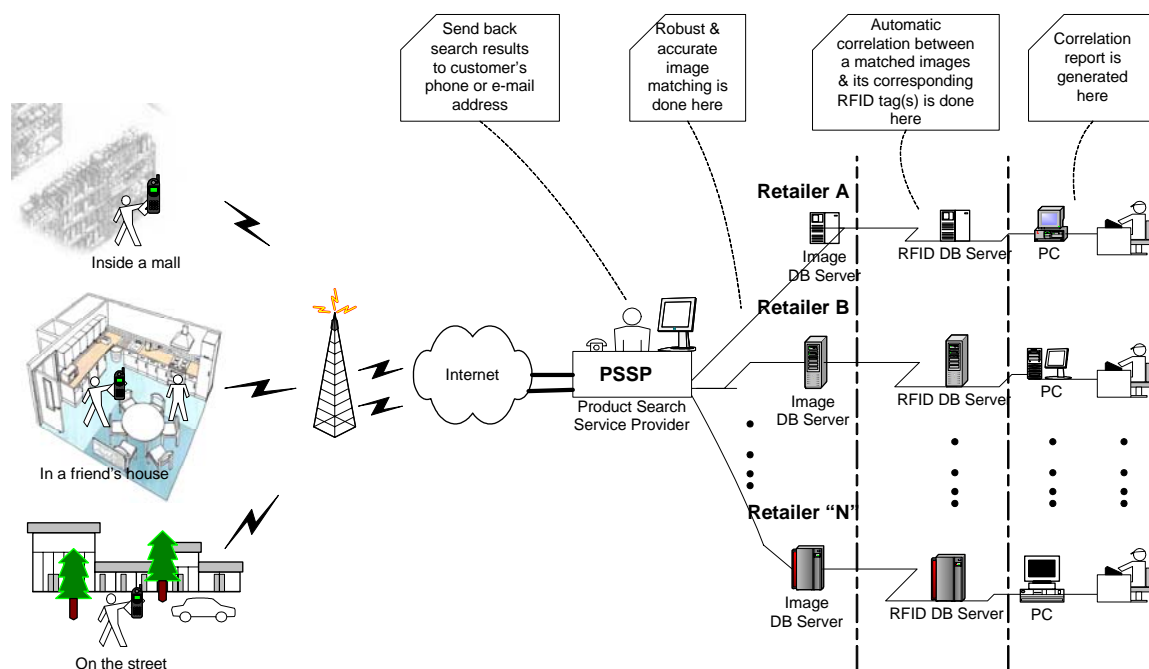 Send back
search results
to customer's
phone or e-mail
address
Robust &
accurate
image
matching is
done here
Automatic
correlation between
a matched images
& its corresponding
RFID tag(s) is done
here
Correlation
report is
generated
here
Inside a mall
In a friend's house
On the street
Internet
PSSP
Product Search
Service Provider
Retailer A
Image
DB Server
RFID DB Server
PC
Retailer B
Image
DB Server
RFID DB Server
PC
Retailer “N”
Image
DB Server
RFID DB Server
PC